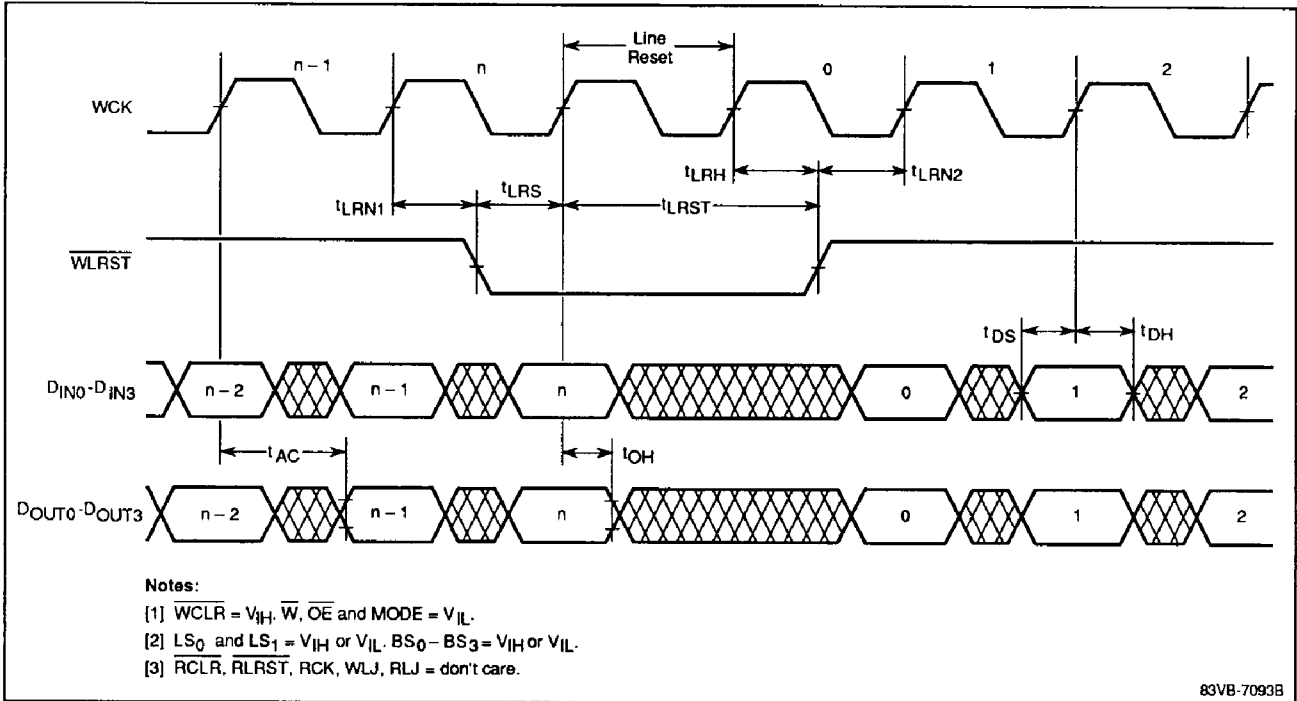 Line
Reset
n – 1
n
0
1
2
WCK
tLRH
tLRN2
tLRS
tLRN1
tLRST
WLRST
tDS
tDH
DIN0-DIN3
n – 2
n – 1
n
0
1
2
tAC
tOH
DOUT0-DOUT3
n – 2
n – 1
n
0
1
2
Notes:
[1] WCLR = VIH. W, OE and MODE = VIL.
[2] LS0 and LS1 = VIH or VIL. BS0 – BS3 = VIH or VIL.
[3] RCLR, RLRST, RCK, WLJ, RLJ = don't care.
83VB-7093B